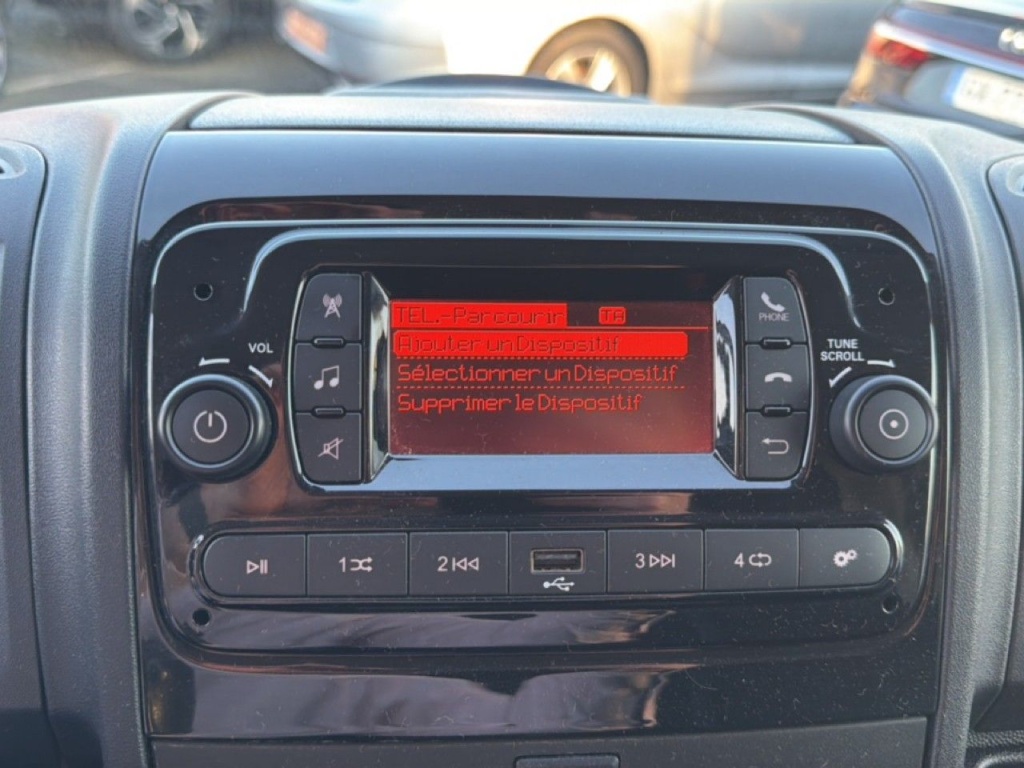 VOL
TEL.-Parcourir TA
Ajouter un Dispositif
Sélectionner un Dispositif
Supprimer le Dispositif
PHONE
TUNE
SCROLL
1
2
3
4